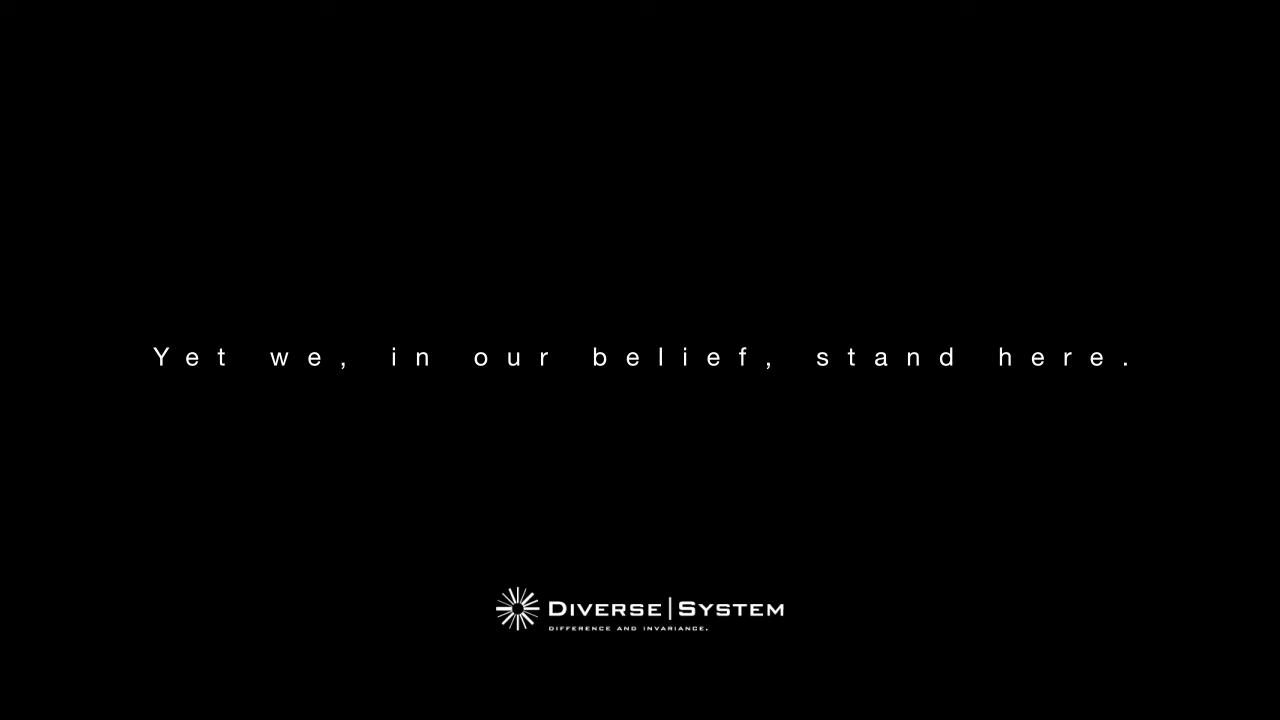 Yet we, in our belief, stand here.
DIVERSE|SYSTEM
DIFFERENCE AND INVARIANCE.